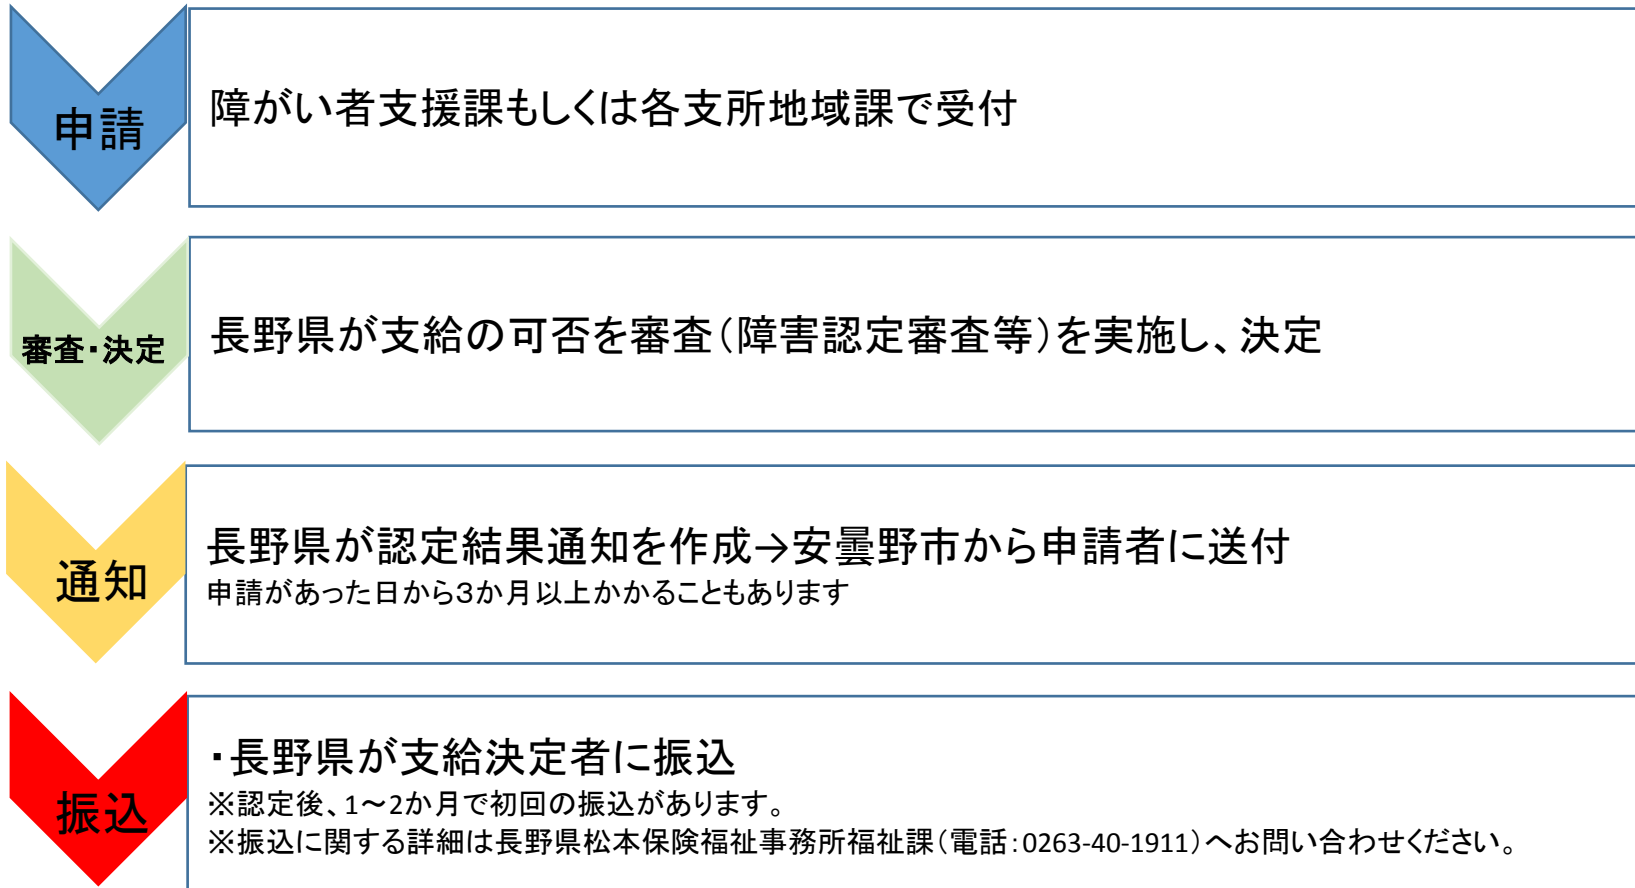 申請
障がい者支援課もしくは各支所地域課で受付
審査・決定
長野県が支給の可否を審査(障害認定審査等)を実施し、決定
通知
長野県が認定結果通知を作成→安曇野市から申請者に送付
申請があった日から3か月以上かかることもあります
振込
・長野県が支給決定者に振込
※認定後、1~2か月で初回の振込があります。
※振込に関する詳細は長野県松本保険福祉事務所福祉課(電話:0263-40-1911)へお問い合わせください。